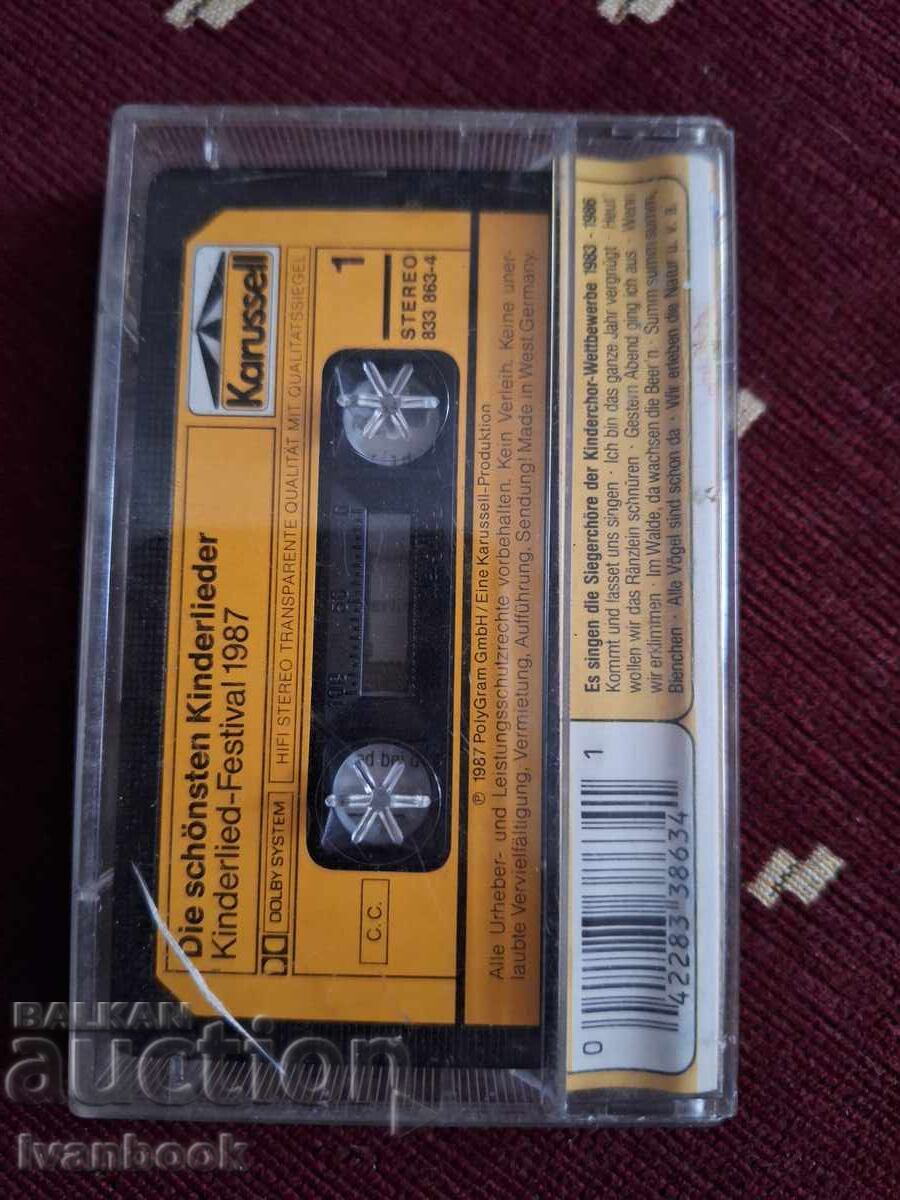 Die schönsten Kinderlieder
Kinderlied-Festival 1987
Karussell
DOLBY SYSTEM
HIFI STEREO TRANSPARENTE QUALITÄT MIT QUALITÄTSSIEGEL
1
STEREO
833 863-4
C.C.
100
50
0
℗ 1987 PolyGram GmbH/Eine Karussell-Produktion
Alle Urheber- und Leistungsschutzrechte vorbehalten. Kein Verleih. Keine uner-
laubte Vervielfältigung, Vermietung, Aufführung, Sendung! Made in West Germany.
Es singen die Siegerchöre der Kinderchor-Wettbewerbe 1983 - 1986
Kommt und lasset uns singen · Ich bin das ganze Jahr vergnügt · Heut'
wollen wir das Ränzlein schnüren · Gestern Abend ging ich aus · Wenn
wir erklimmen · Im Walde, da wachsen die Beer'n · Summ summ summ,
Bienchen · Alle Vögel sind schon da · Wir erleben die Natur u. v. a.
0 42283 38634 1
BALKAN
auction
Ivanbook